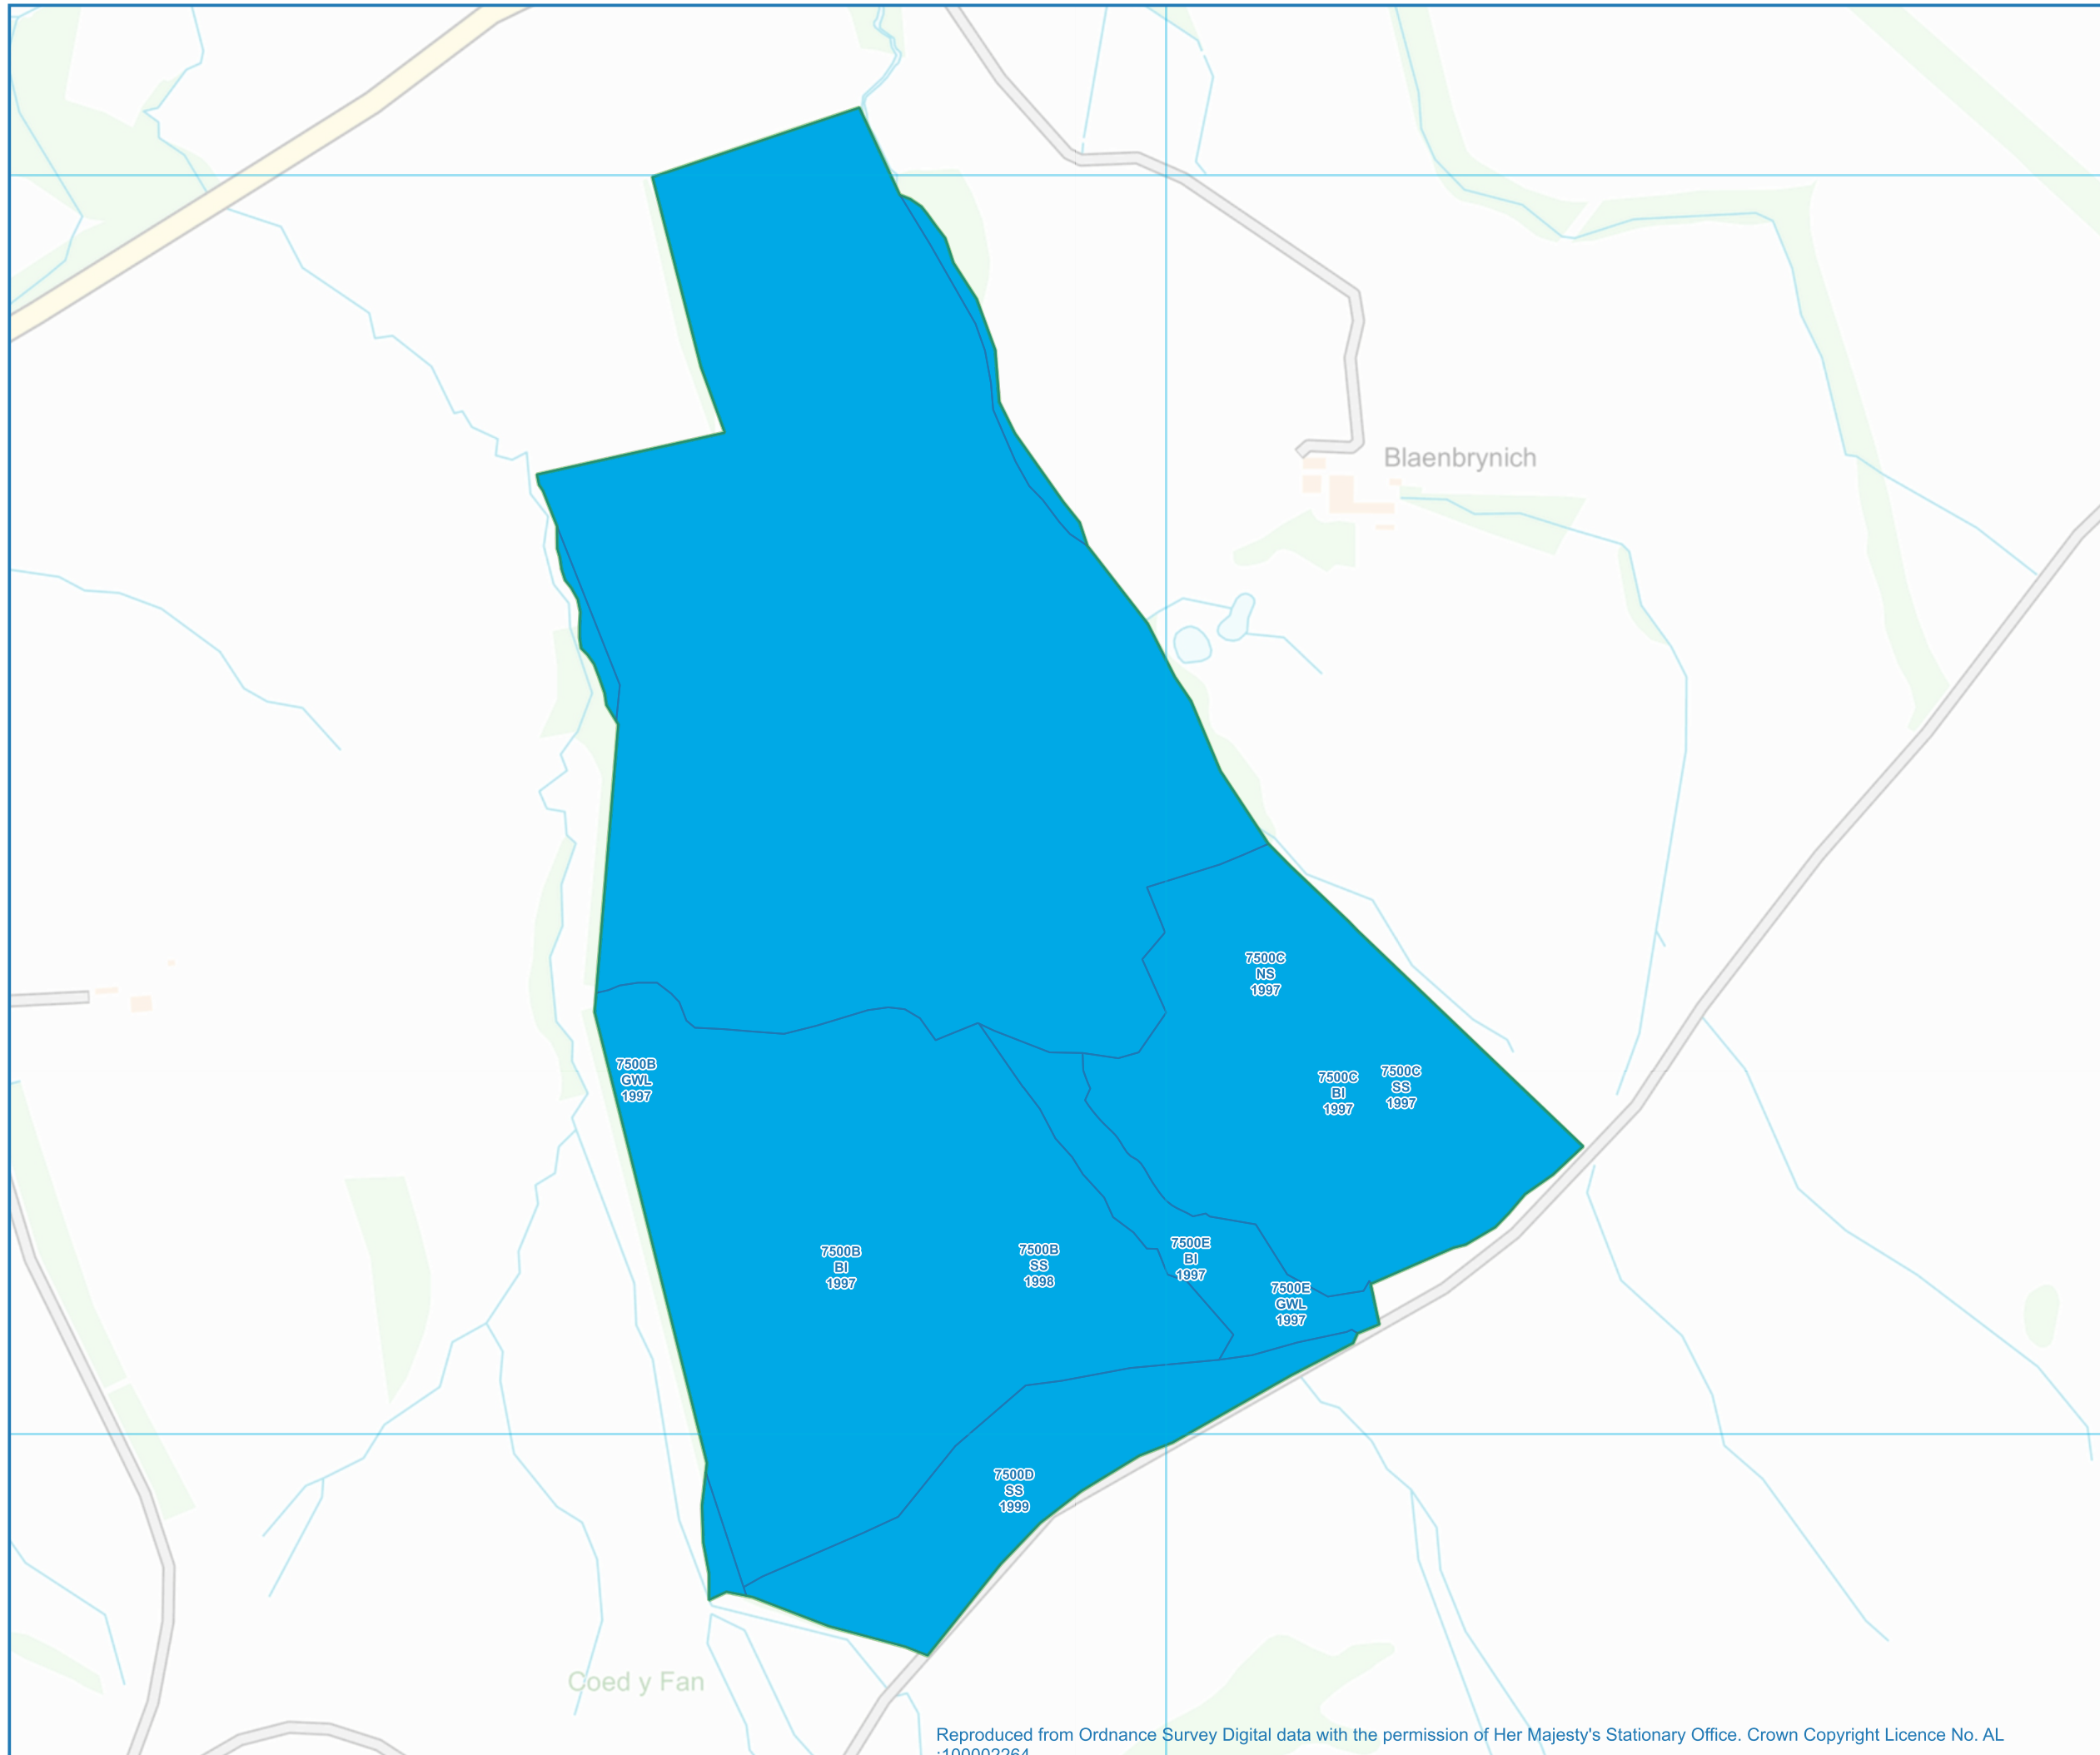 Blaenbrynich
7500C
NS
1997
7500B
GWL
1997
7500C
BI
1997
7500C
SS
1997
7500B
BI
1997
7500B
SS
1998
7500E
BI
1997
7500E
GWL
1997
7500D
SS
1999
Coed y Fan
Reproduced from Ordnance Survey Digital data with the permission of Her Majesty's Stationary Office. Crown Copyright Licence No. AL
:100002264